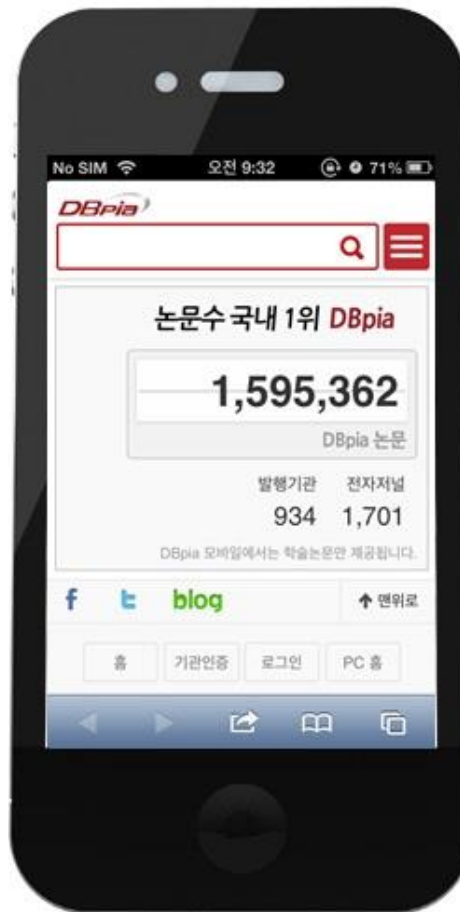 No SIM 오전 9:32 71%
DBpia
논문수 국내 1위 DBpia
1,595,362
DBpia 논문
발행기관 전자저널
934 1,701
DBpia 모바일에서는 학술논문만 제공됩니다.
f t blog 맨위로
홈 기관인증 로그인 PC 홈